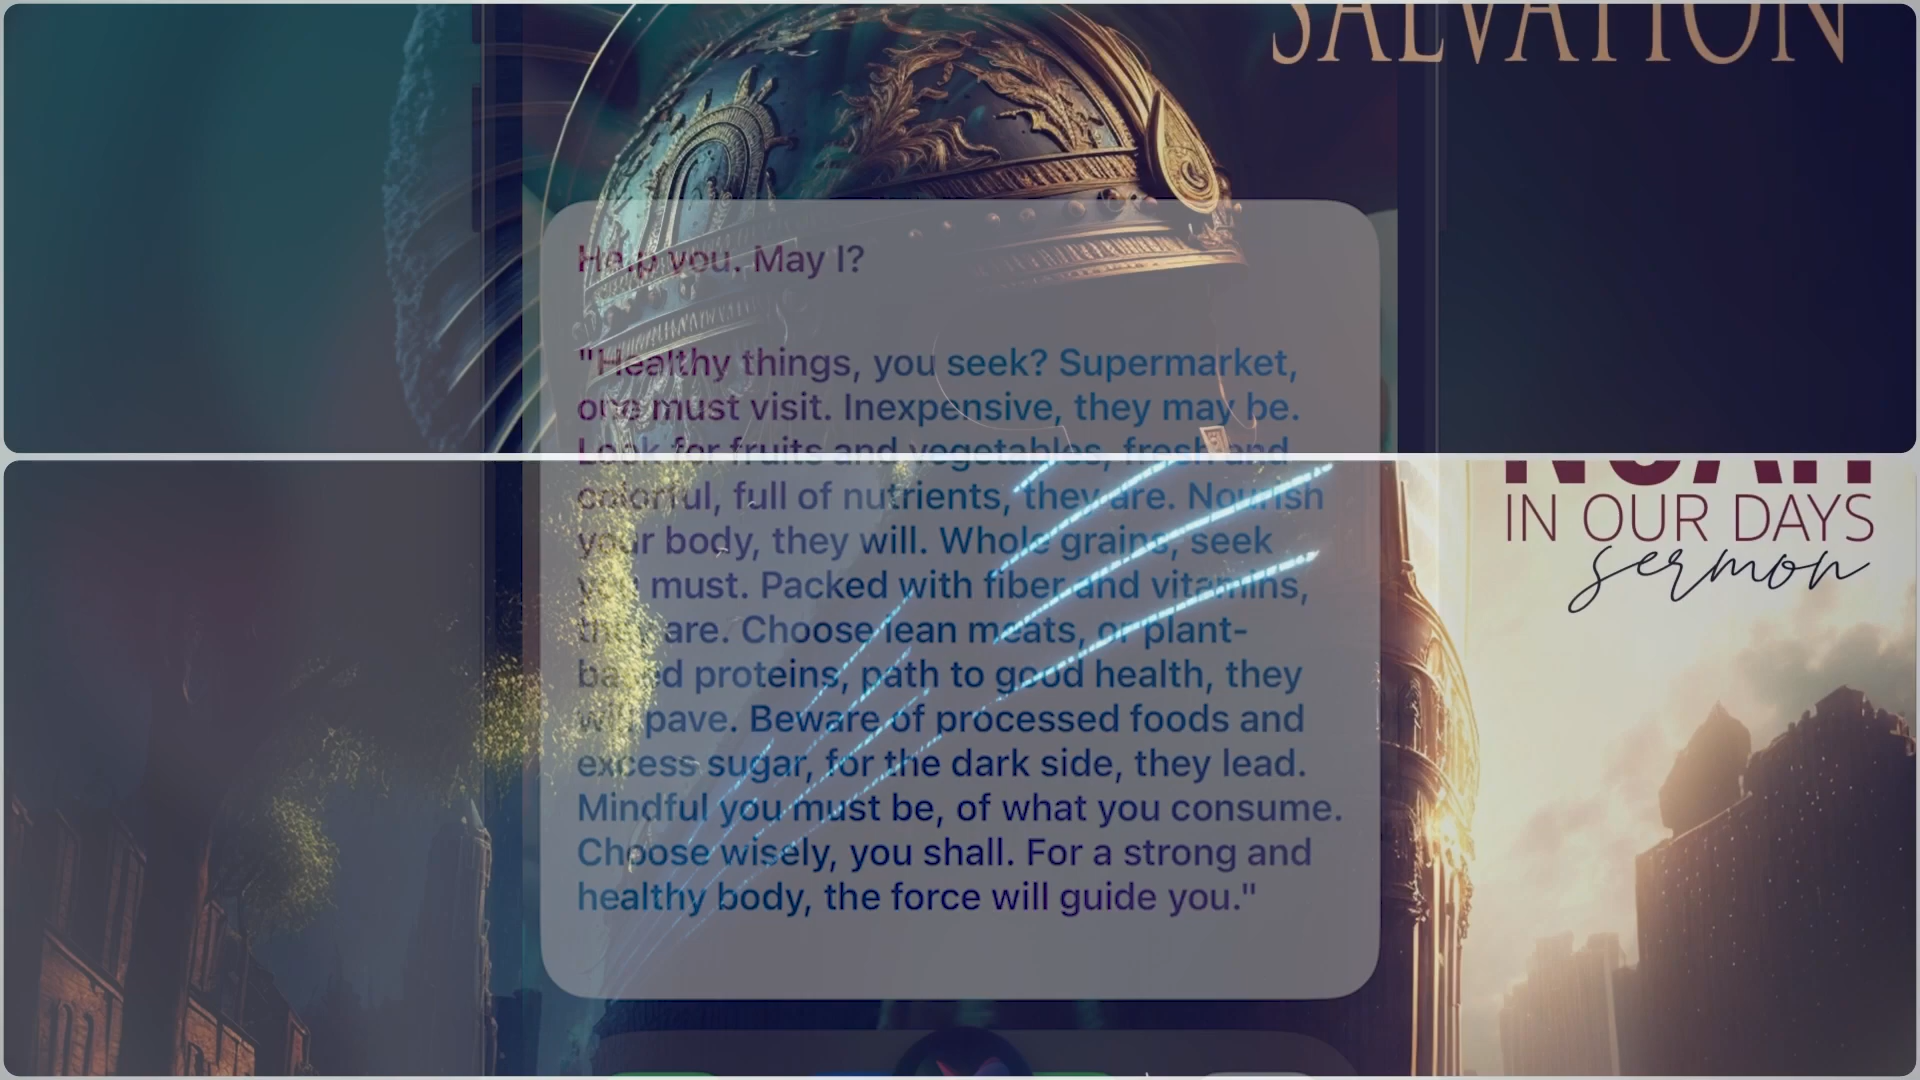 SALVATION
Help you. May I?
"Healthy things, you seek? Supermarket,
one must visit. Inexpensive, they may be.
Look for fruits and vegetables, fresh and
colorful, full of nutrients, they are. Nourish
your body, they will. Whole grains, seek
you must. Packed with fiber and vitamins,
they are. Choose lean meats, or plant-
based proteins, path to good health, they
will pave. Beware of processed foods and
excess sugar, for the dark side, they lead.
Mindful you must be, of what you consume.
Choose wisely, you shall. For a strong and
healthy body, the force will guide you."
NOAH
IN OUR DAYS
sermon